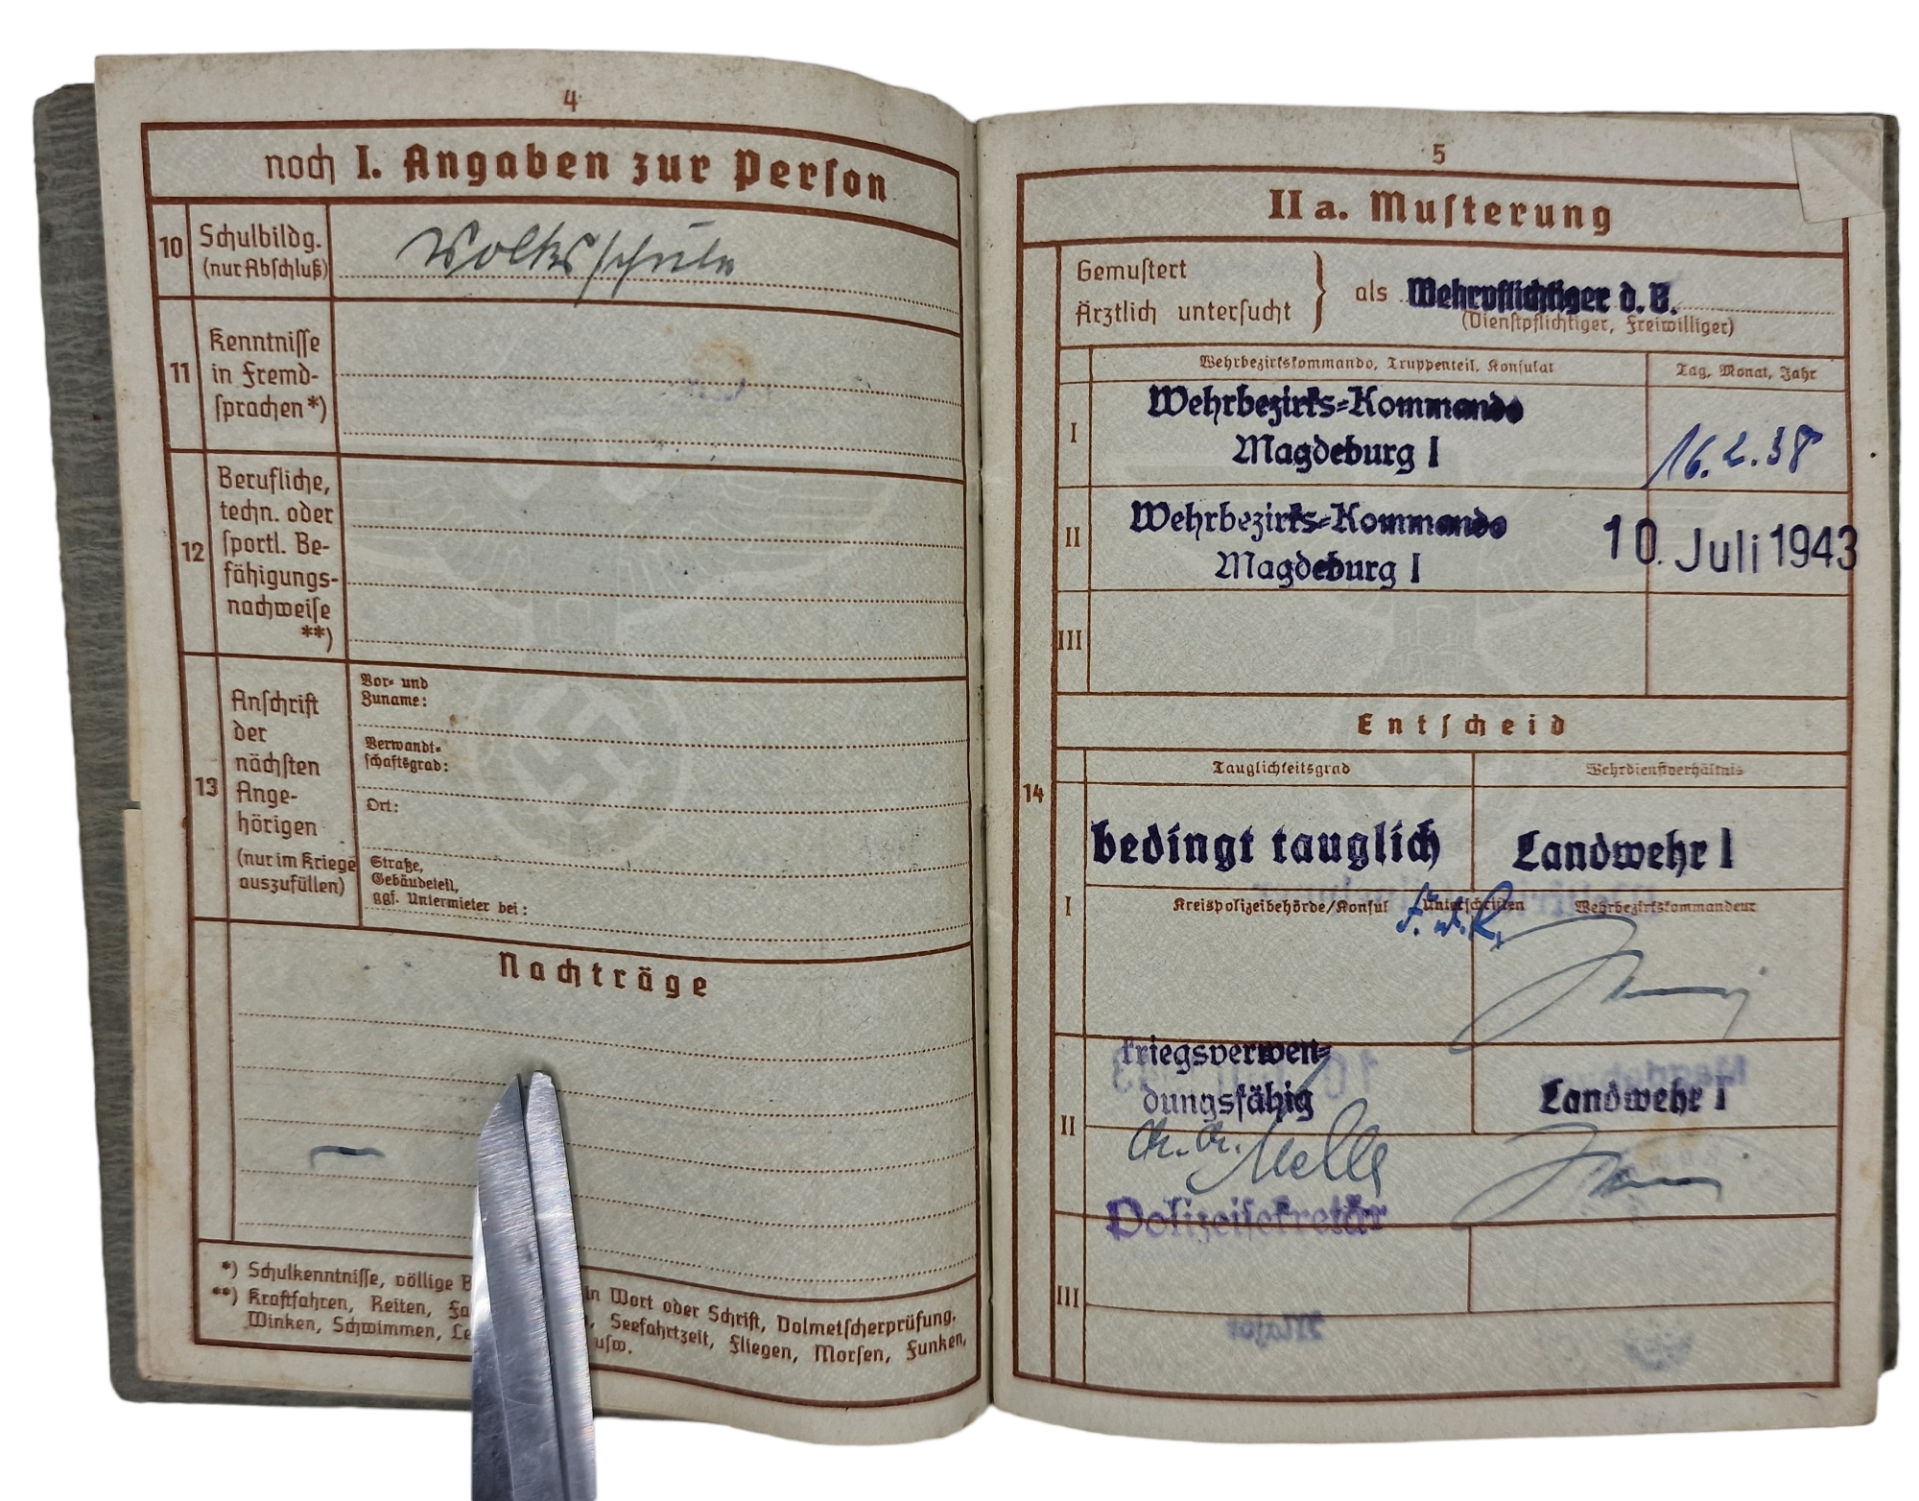 4
noch I. Angaben zur Person
10
Schulbildg.
(nur Abschluß)
Volksschule
11
Kenntnisse
in Fremd-
sprachen*)
12
Berufliche,
techn. oder
sportl. Be-
fähigungs-
nachweise
**)
13
Anschrift
der
nächsten
Ange-
hörigen
(nur im Kriege
auszufüllen)
Vor- und
Zuname:
Verwandt-
schaftsgrad:
Ort:
Straße,
Gebäudeteil,
ggf. Untermieter bei:
Nachträge
*) Schulkenntnisse, völlige in Wort oder Schrift, Dolmetscherprüfung.
**) Kraftfahren, Reiten, Seefahrtzeit, Fliegen, Morsen, Funken,
Winken, Schwimmen, usw.
5
IIa. Musterung
Gemustert
Ärztlich untersucht
als Wehrpflichtiger d. B.
(Dienstpflichtiger, Freiwilliger)
Wehrbezirkskommando, Truppenteil, Konsulat
Tag, Monat, Jahr
I
Wehrbezirks-Kommando
Magdeburg I
16.2.38
II
Wehrbezirks-Kommando
Magdeburg I
10. Juli 1943
III
Entscheid
14
Tauglichkeitsgrad
Wehrdienstverhältnis
I
bedingt tauglich
Landwehr I
Kreispolizeibehörde/Konsul
Unterschriften
Wehrbezirkskommandeur
II
kriegsverwen-
dungsfähig
Landwehr I
Polizeisekretär
III
Major